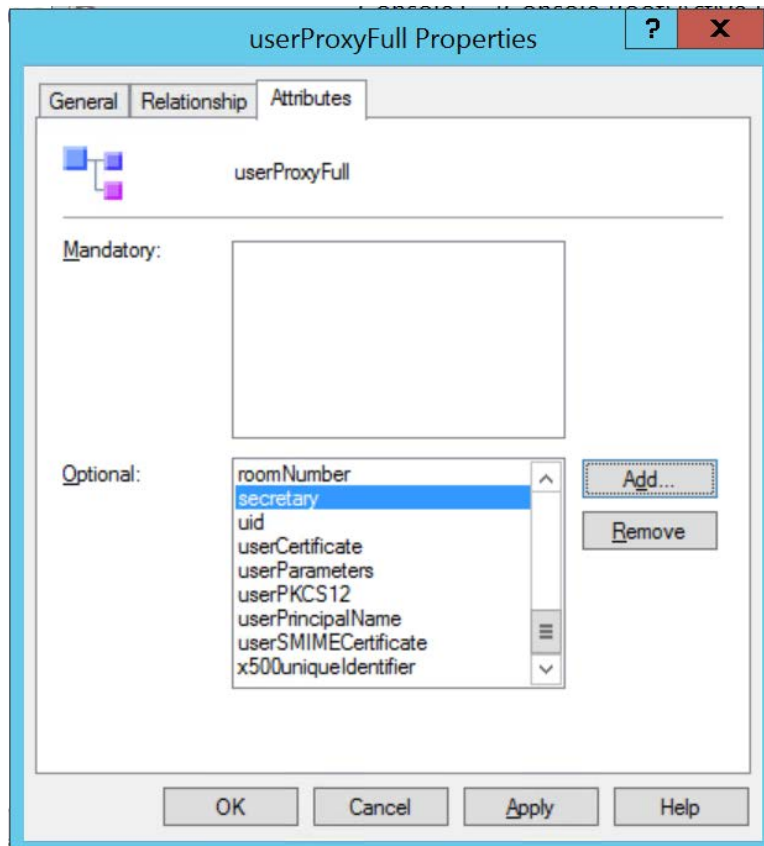 userProxyFull Properties
?
X
General
Relationship
Attributes
userProxyFull
Mandatory:
Optional:
roomNumber
secretary
uid
userCertificate
userParameters
userPKCS12
userPrincipalName
userSMIMECertificate
x500uniqueIdentifier
Add...
Remove
OK
Cancel
Apply
Help